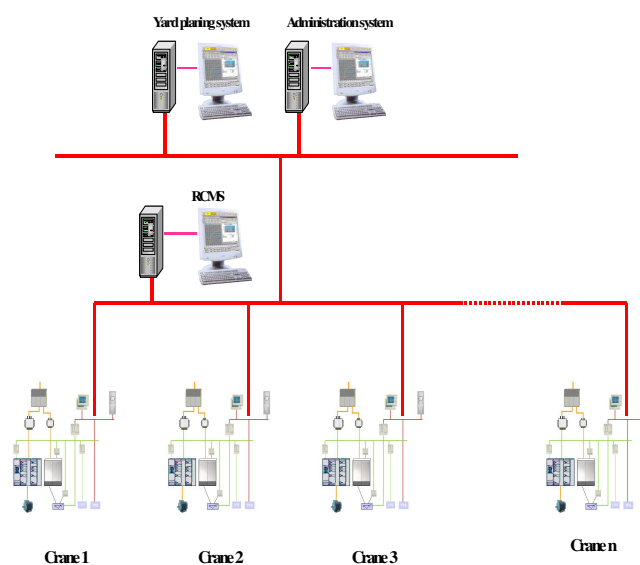 Yard planing system
Administration system
RCMS
Crane 1
Crane 2
Crane 3
Crane n